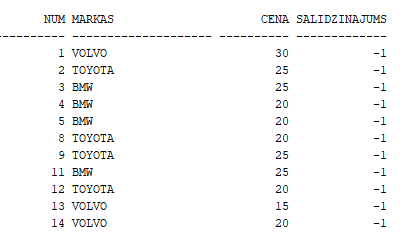 NUM MARKAS CENA SALIDZINAJUMS
---------- -------------------- ---------- -------------
1 VOLVO 30 -1
2 TOYOTA 25 -1
3 BMW 25 -1
4 BMW 20 -1
5 BMW 20 -1
8 TOYOTA 20 -1
9 TOYOTA 25 -1
11 BMW 25 -1
12 TOYOTA 20 -1
13 VOLVO 15 -1
14 VOLVO 20 -1